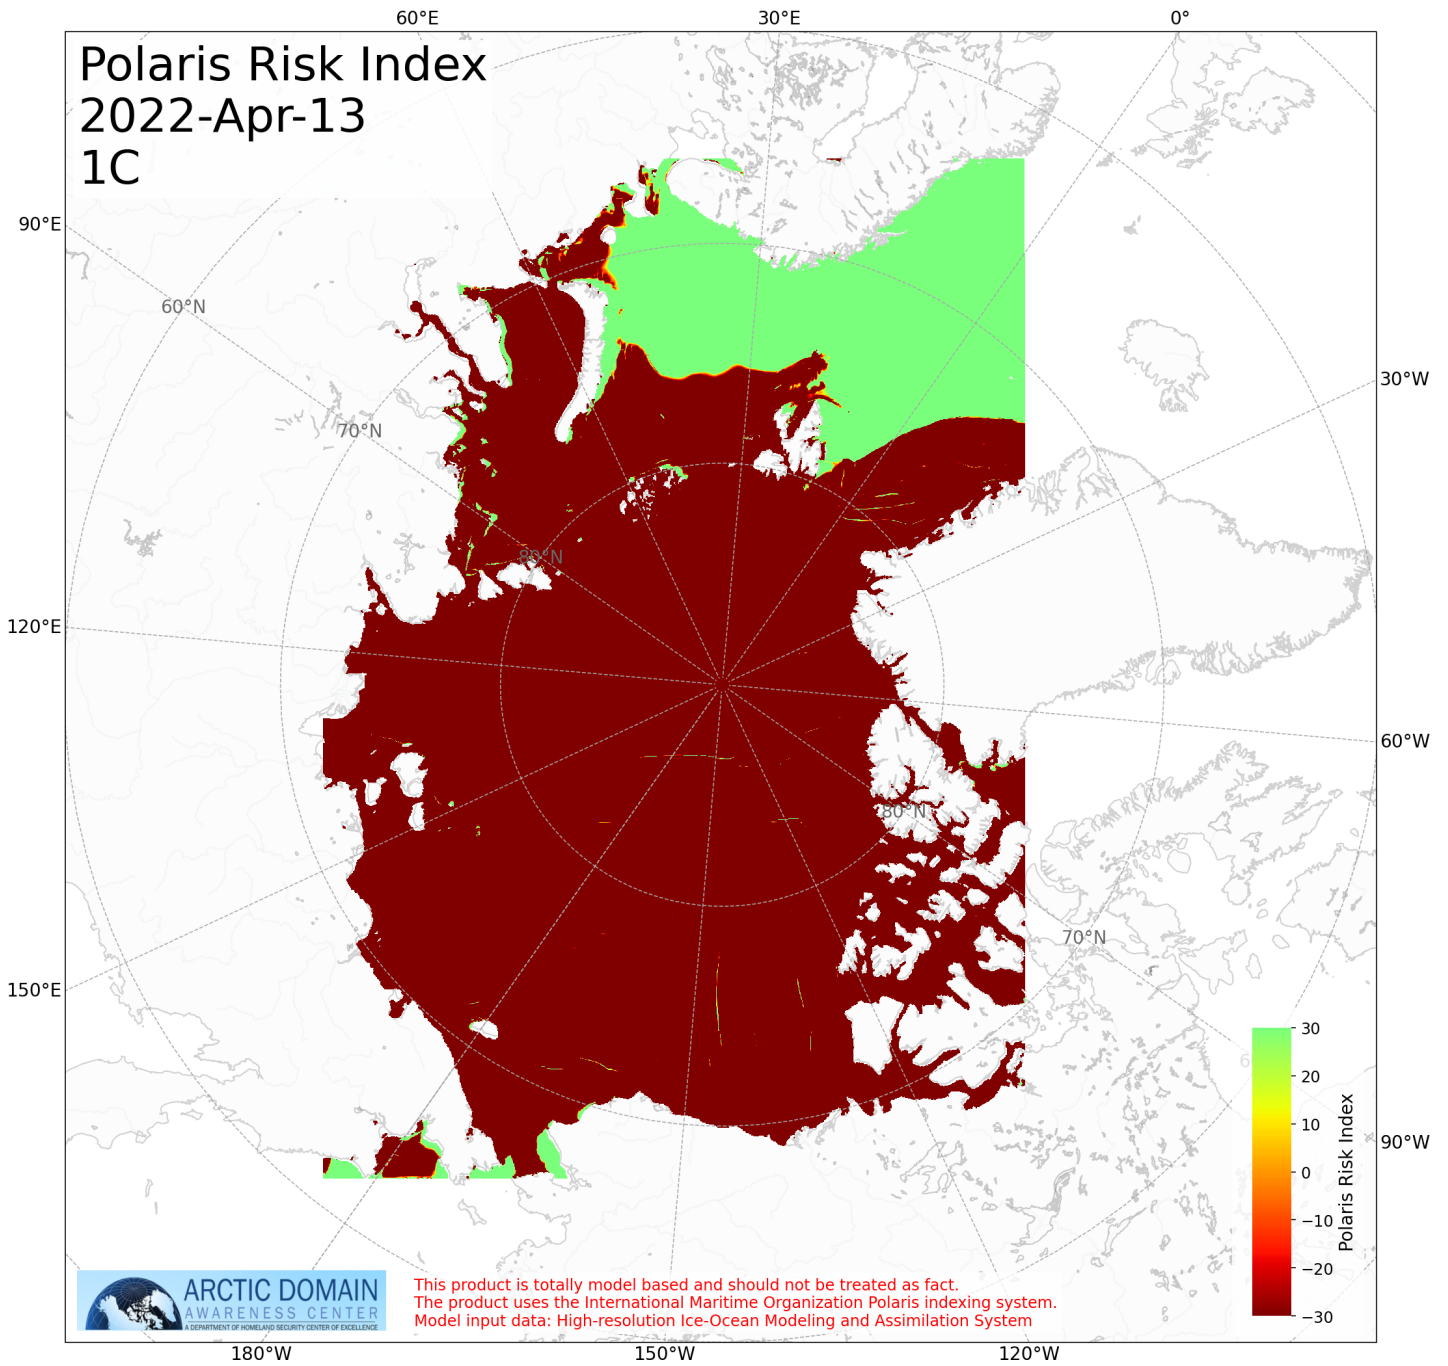 60°E
30°E
0°
Polaris Risk Index
2022-Apr-13
1C
90°E
60°N
30°W
70°N
80°N
120°E
60°W
80°N
70°N
150°E
30
20
10
0
−10
−20
−30
Polaris Risk Index
90°W
ARCTIC DOMAIN
AWARENESS CENTER
A DEPARTMENT OF HOMELAND SECURITY CENTER OF EXCELLENCE
This product is totally model based and should not be treated as fact.
The product uses the International Maritime Organization Polaris indexing system.
Model input data: High-resolution Ice-Ocean Modeling and Assimilation System
180°W
150°W
120°W